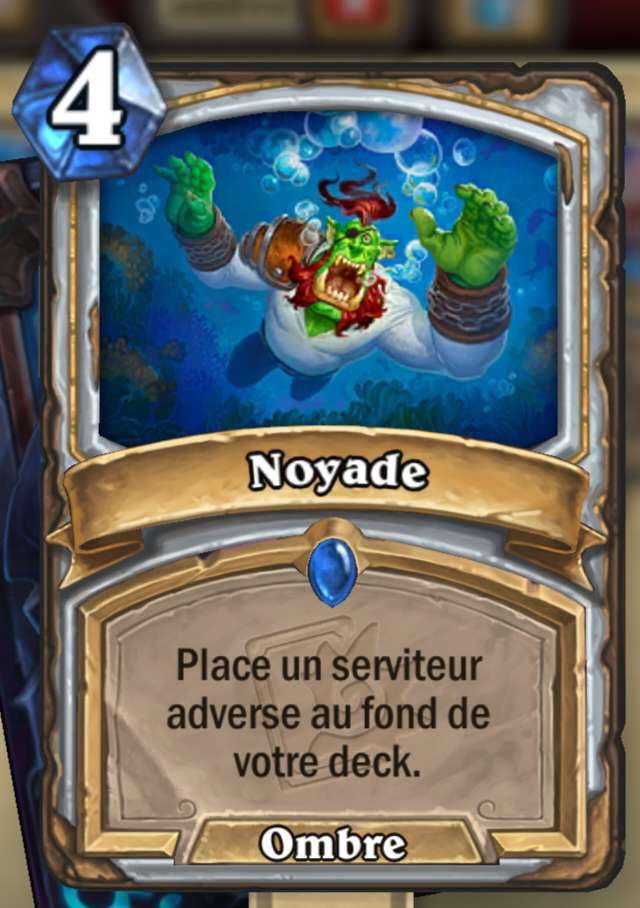 4
Noyade
Place un serviteur
adverse au fond de
votre deck.
Ombre